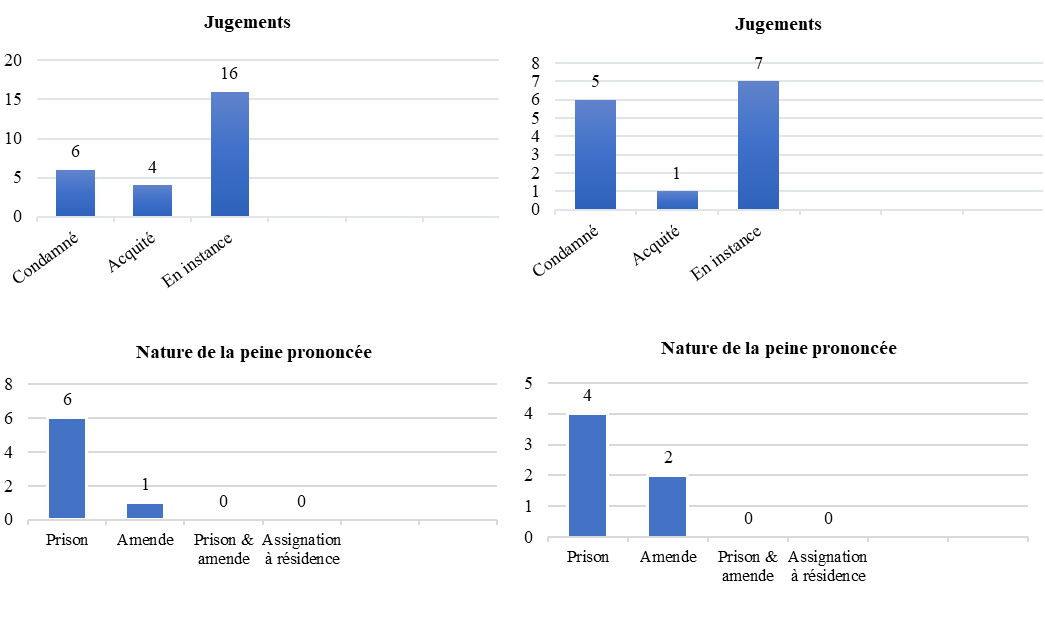 Jugements
20
15
10
5
0
6
4
16
Condamné
Acquité
En instance
Jugements
8
7
6
5
4
3
2
1
0
5
1
7
Condamné
Acquité
En instance
Nature de la peine prononcée
8
6
4
2
0
6
1
0
0
Prison
Amende
Prison &
amende
Assignation
à résidence
Nature de la peine prononcée
5
4
3
2
1
0
4
2
0
0
Prison
Amende
Prison &
amende
Assignation
à résidence